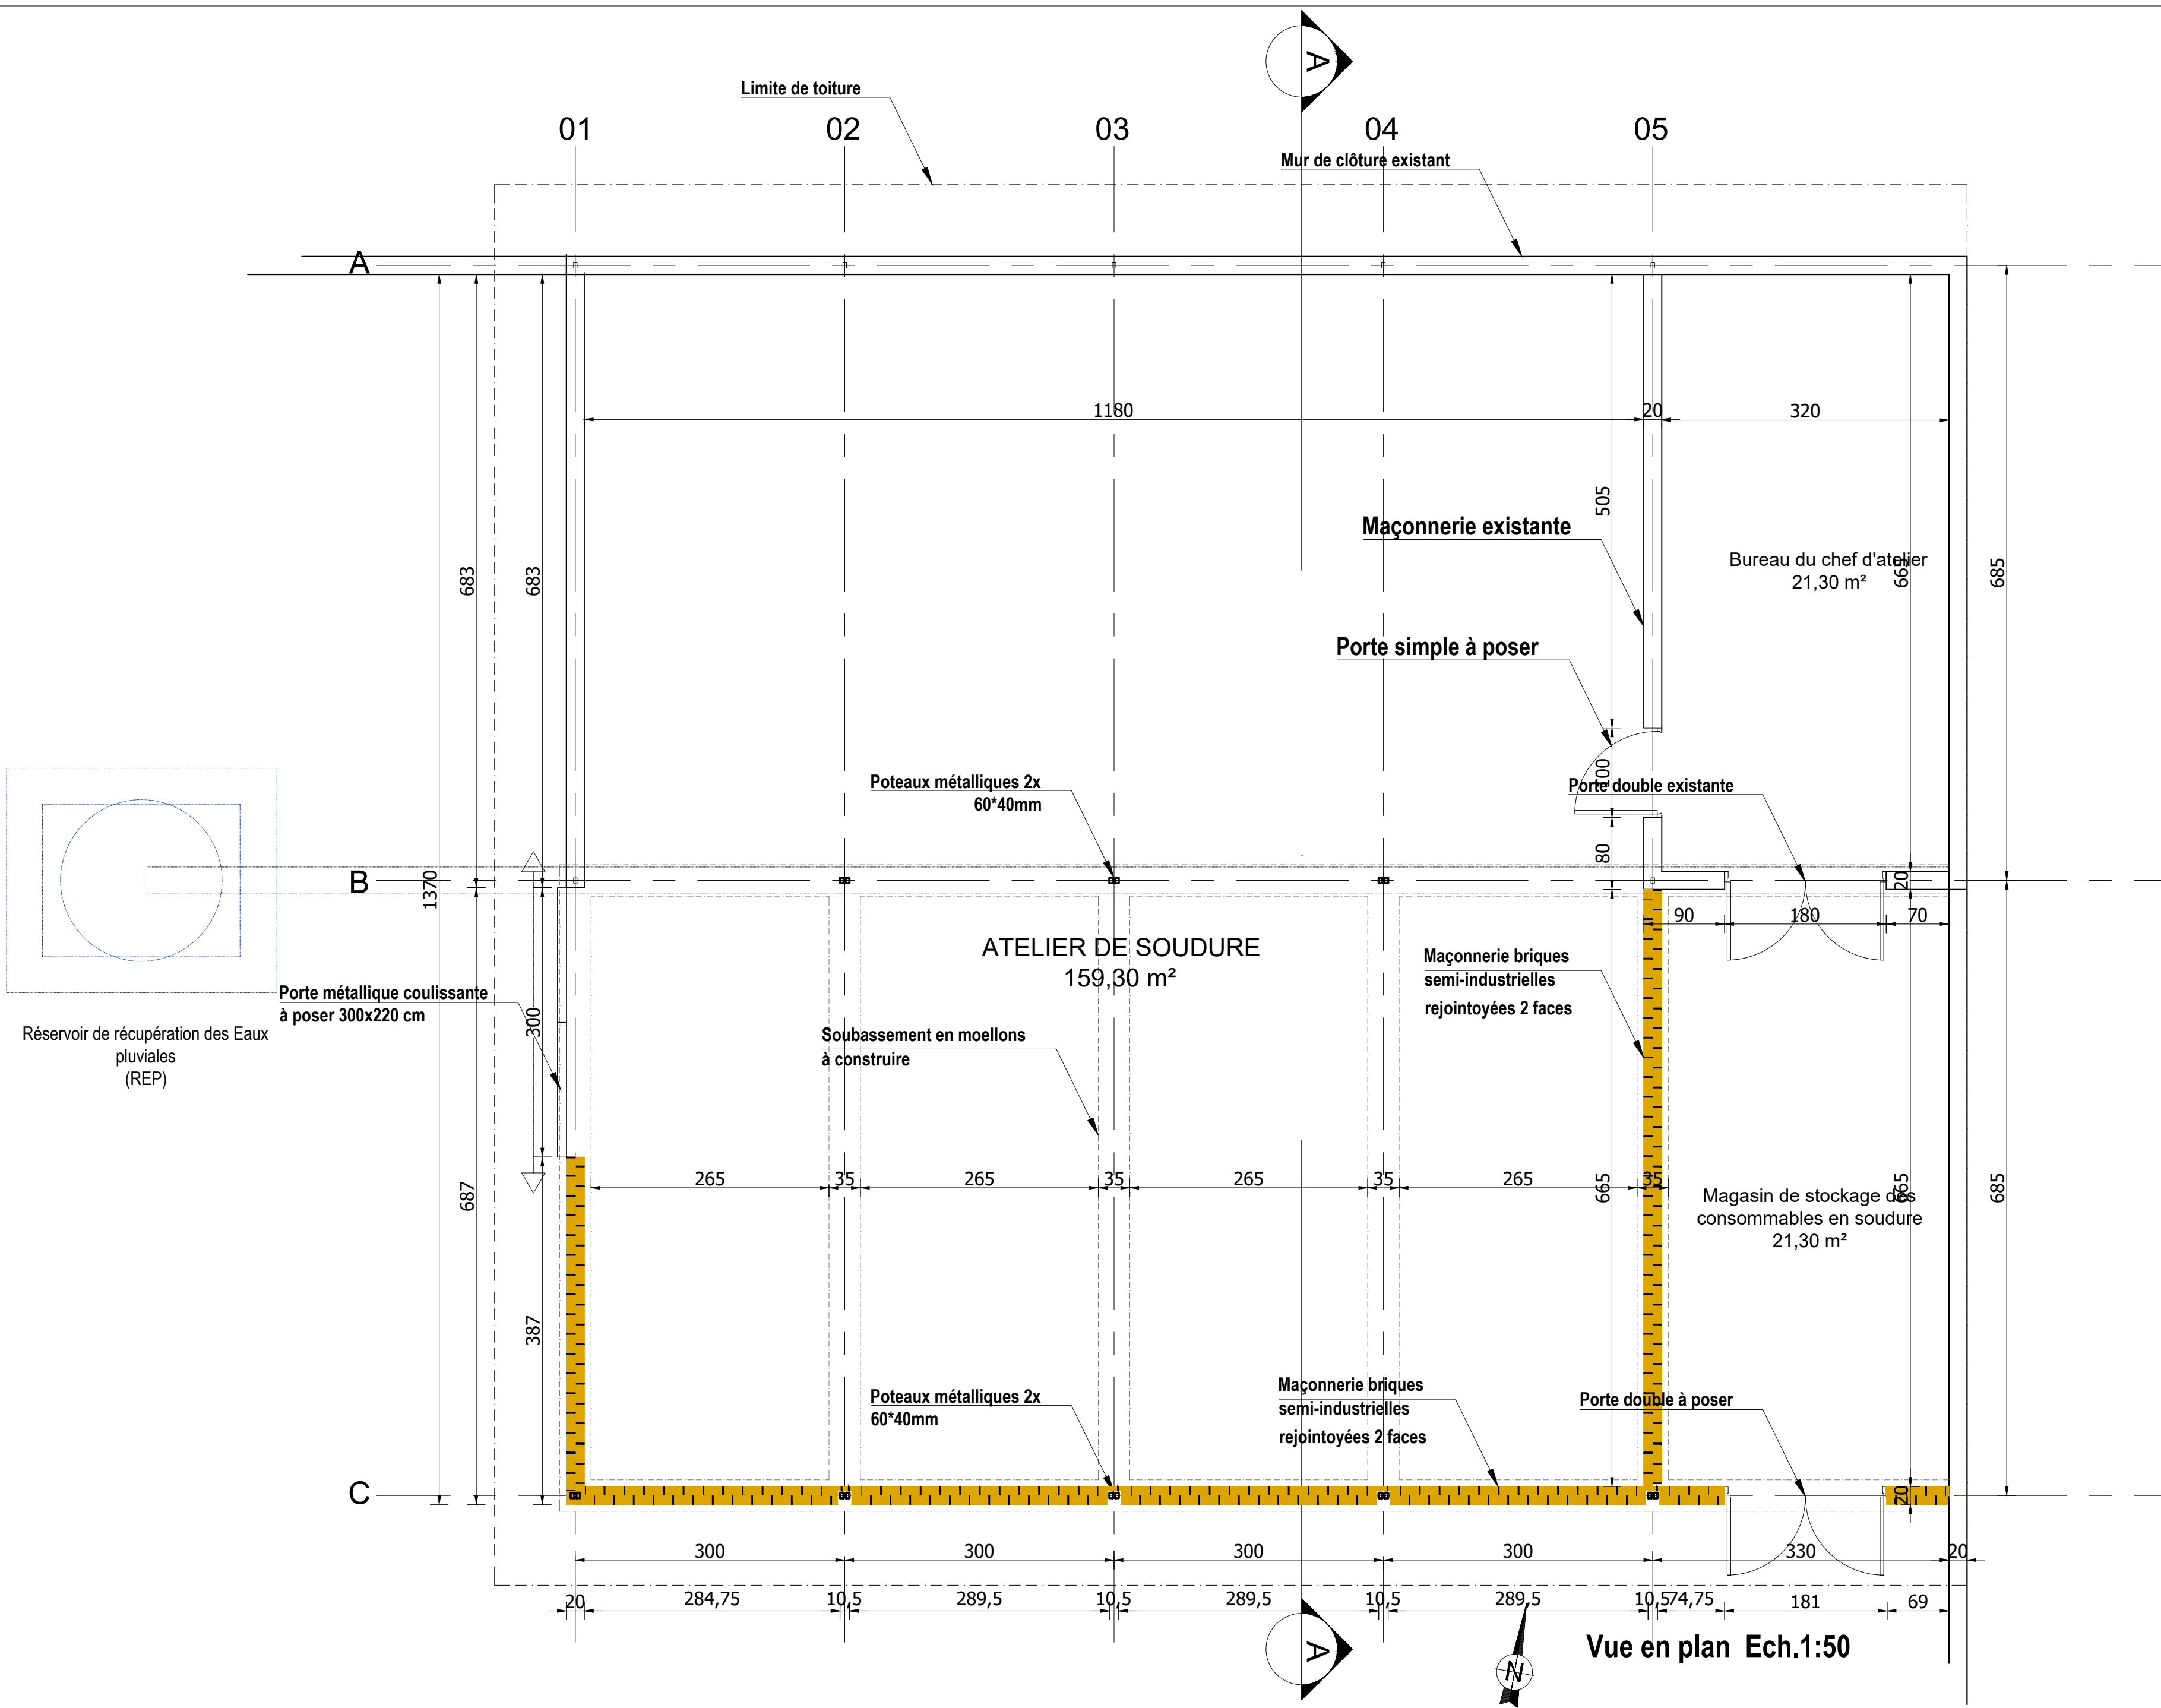 A
Limite de toiture
01
02
03
04
05
Mur de clôture existant
A
1180
20
320
505
Maçonnerie existante
683
683
Bureau du chef d'atelier
21,30 m²
665
685
Porte simple à poser
100
Poteaux métalliques 2x
60*40mm
Porte double existante
80
B
1370
20
90
180
70
ATELIER DE SOUDURE
159,30 m²
Maçonnerie briques
semi-industrielles
rejointoyées 2 faces
Porte métallique coulissante
à poser 300x220 cm
300
Réservoir de récupération des Eaux
pluviales
(REP)
Soubassement en moellons
à construire
687
265
35
265
35
265
35
265
35
665
665
685
Magasin de stockage des
consommables en soudure
21,30 m²
387
Poteaux métalliques 2x
60*40mm
Maçonnerie briques
semi-industrielles
rejointoyées 2 faces
Porte double à poser
C
20
300
300
300
300
330
20
20
284,75
10,5
289,5
10,5
289,5
10,5
289,5
10,5
74,75
181
69
A
N
Vue en plan Ech.1:50